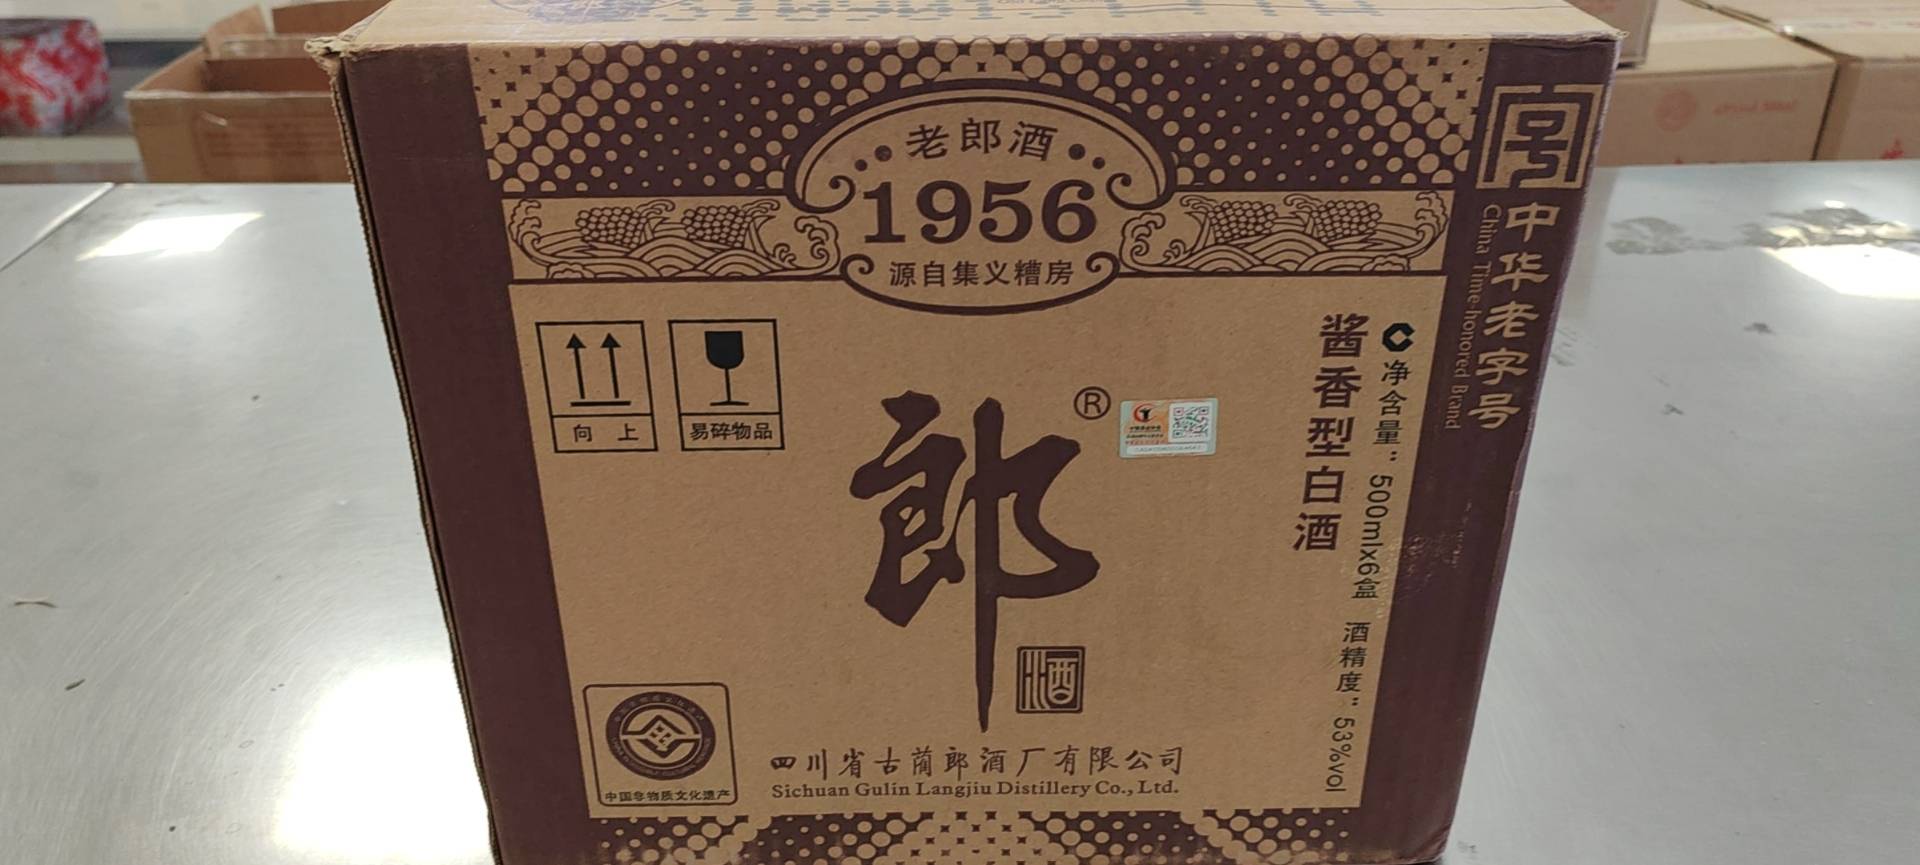 老郎酒
1956
源自集义糟房
中华老字号
China Time-honored Brand
向上
易碎物品
郎
®
酒
酱香型白酒
净含量：500mlx6盒 酒精度：53%vol
中国非物质文化遗产
四川省古蔺郎酒厂有限公司
Sichuan Gulin Langjiu Distillery Co., Ltd.